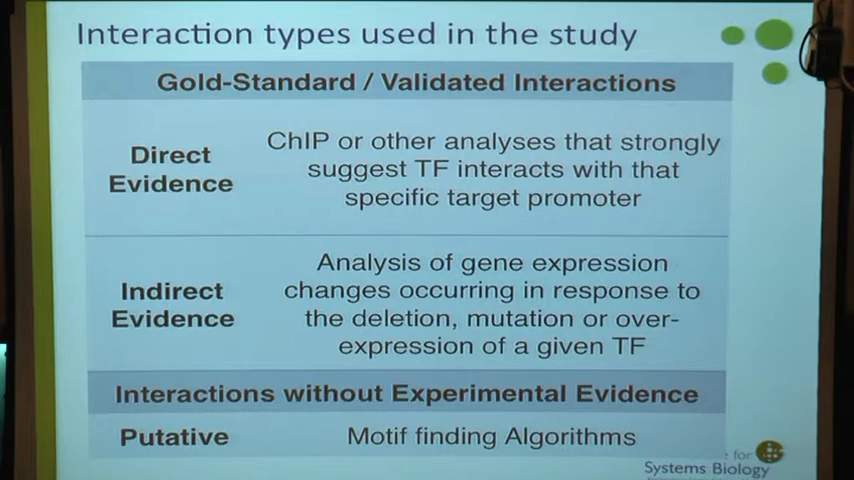 Interaction types used in the study
Gold-Standard / Validated Interactions
Direct
Evidence
ChIP or other analyses that strongly
suggest TF interacts with that
specific target promoter
Indirect
Evidence
Analysis of gene expression
changes occurring in response to
the deletion, mutation or over-
expression of a given TF
Interactions without Experimental Evidence
Putative
Motif finding Algorithms
for
Systems Biology